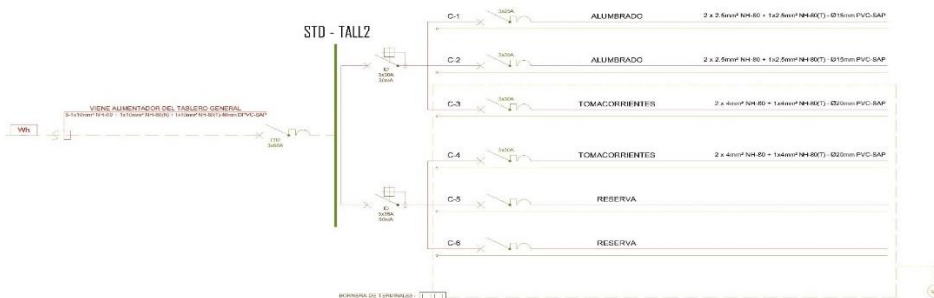 STD - TALL2
C-1 ALUMBRADO 2 x 2.5mm² NH-80 + 1x2.5mm² NH-80(T) - Ø15mm PVC-SAP
C-2 ALUMBRADO 2 x 2.5mm² NH-80 + 1x2.5mm² NH-80(T) - Ø15mm PVC-SAP
ID
30mA
VIENE ALIMENTADOR DEL TABLERO GENERAL
C-3 TOMACORRIENTES 2 x 4mm² NH-80 + 1x4mm² NH-80(T) - Ø20mm PVC-SAP
Wh
C-4 TOMACORRIENTES 2 x 4mm² NH-80 + 1x4mm² NH-80(T) - Ø20mm PVC-SAP
C-5 RESERVA
ID
30mA
C-6 RESERVA
BORNERA DE TERMINALES